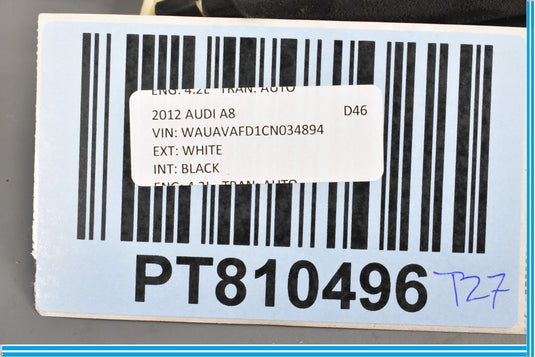 ENG: 4.2L TRAN: AUTO
2012 AUDI A8 D46
VIN: WAUAVAFD1CN034894
EXT: WHITE
INT: BLACK
ENG: 4.2L TRAN: AUTO
PT810496 T27